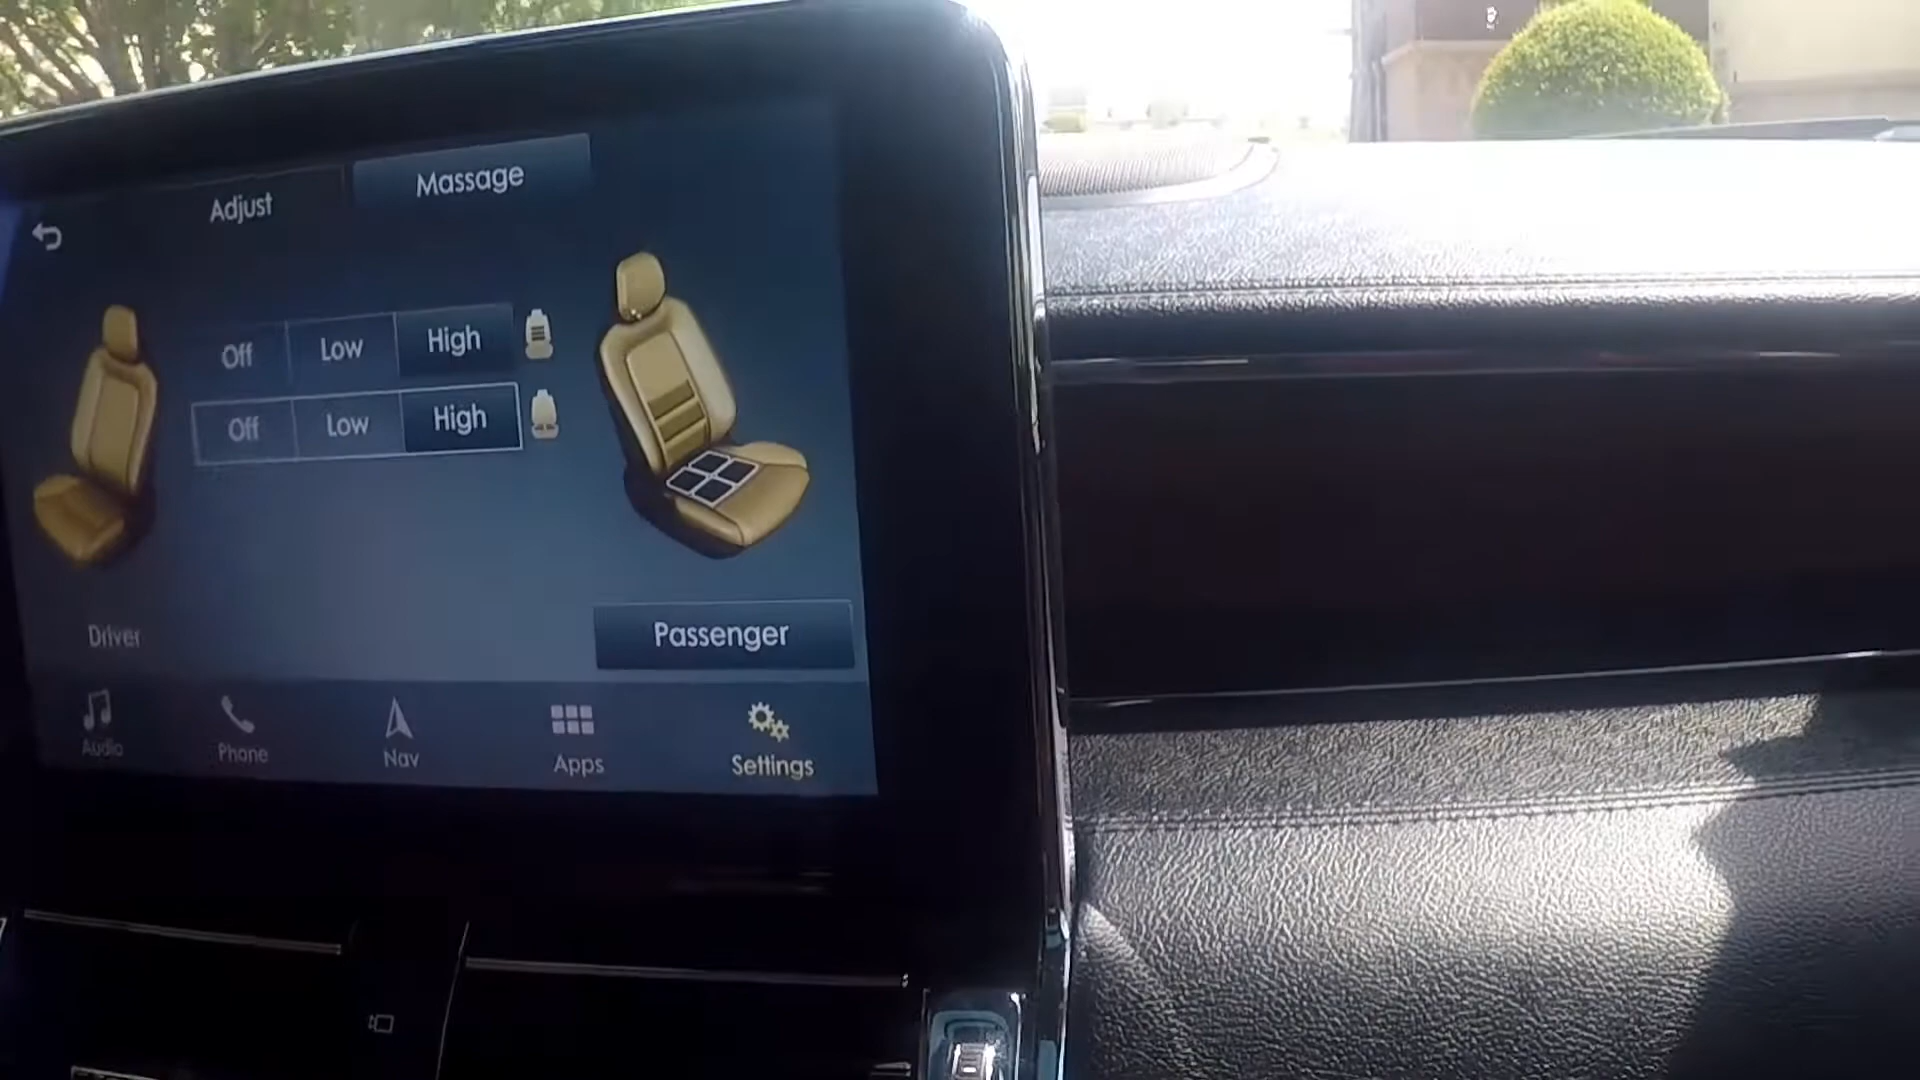 Adjust
Massage
Off Low High
Off Low High
Driver
Passenger
Audio
Phone
Nav
Apps
Settings